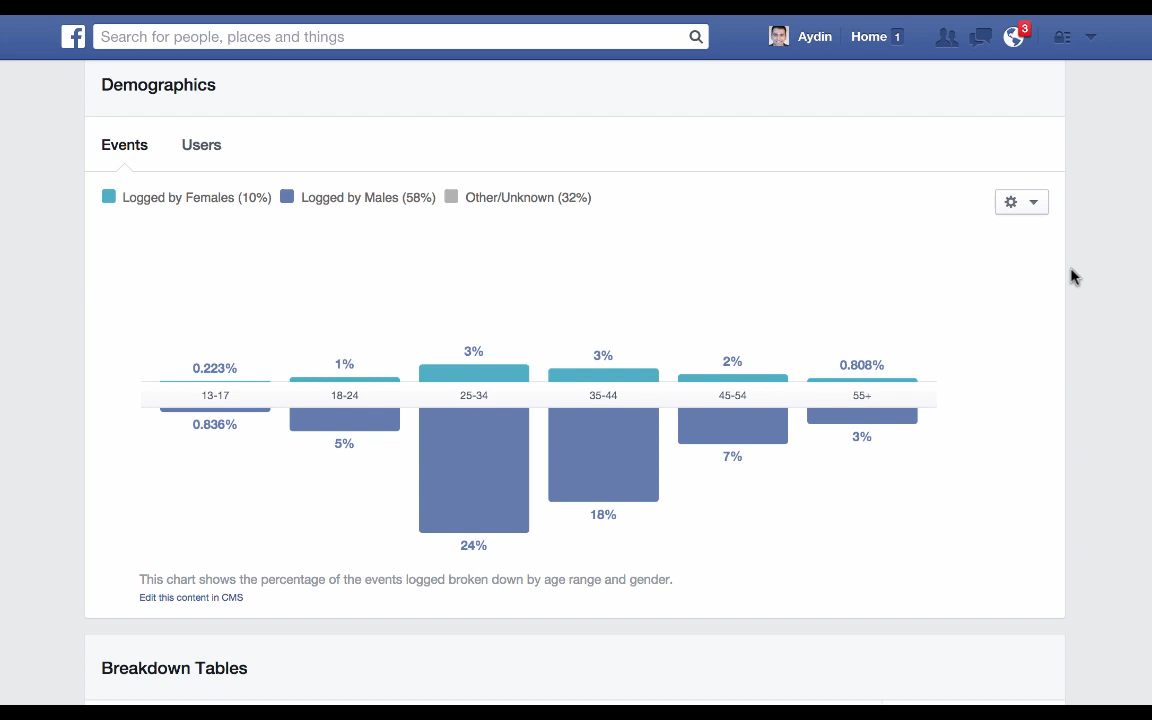 f Search for people, places and things Aydin Home 1 3
Demographics
Events Users
Logged by Females (10%) Logged by Males (58%) Other/Unknown (32%)
0.223% 1% 3% 3% 2% 0.808%
13-17 18-24 25-34 35-44 45-54 55+
0.836% 5% 24% 18% 7% 3%
This chart shows the percentage of the events logged broken down by age range and gender.
Edit this content in CMS
Breakdown Tables